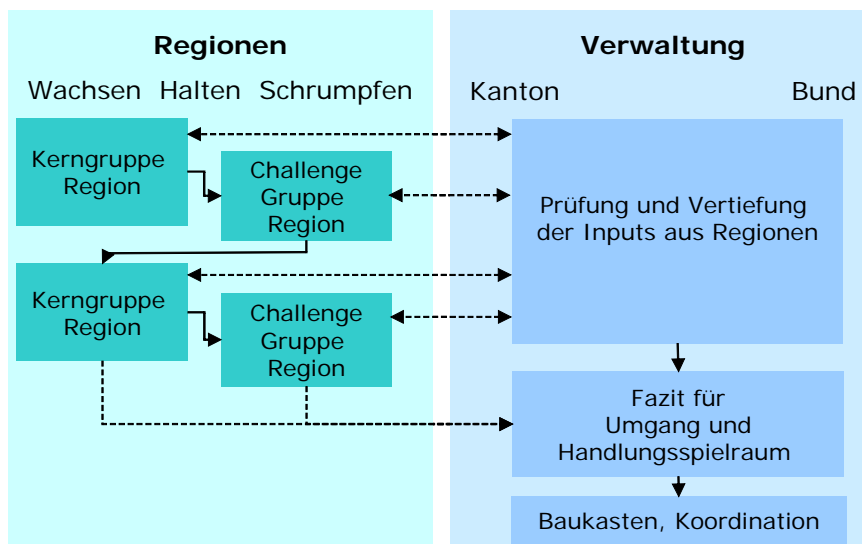 Regionen
Wachsen Halten Schrumpfen
Kerngruppe
Region
Challenge
Gruppe
Region
Kerngruppe
Region
Challenge
Gruppe
Region
Verwaltung
Kanton Bund
Prüfung und Vertiefung
der Inputs aus Regionen
Fazit für
Umgang und
Handlungsspielraum
Baukasten, Koordination